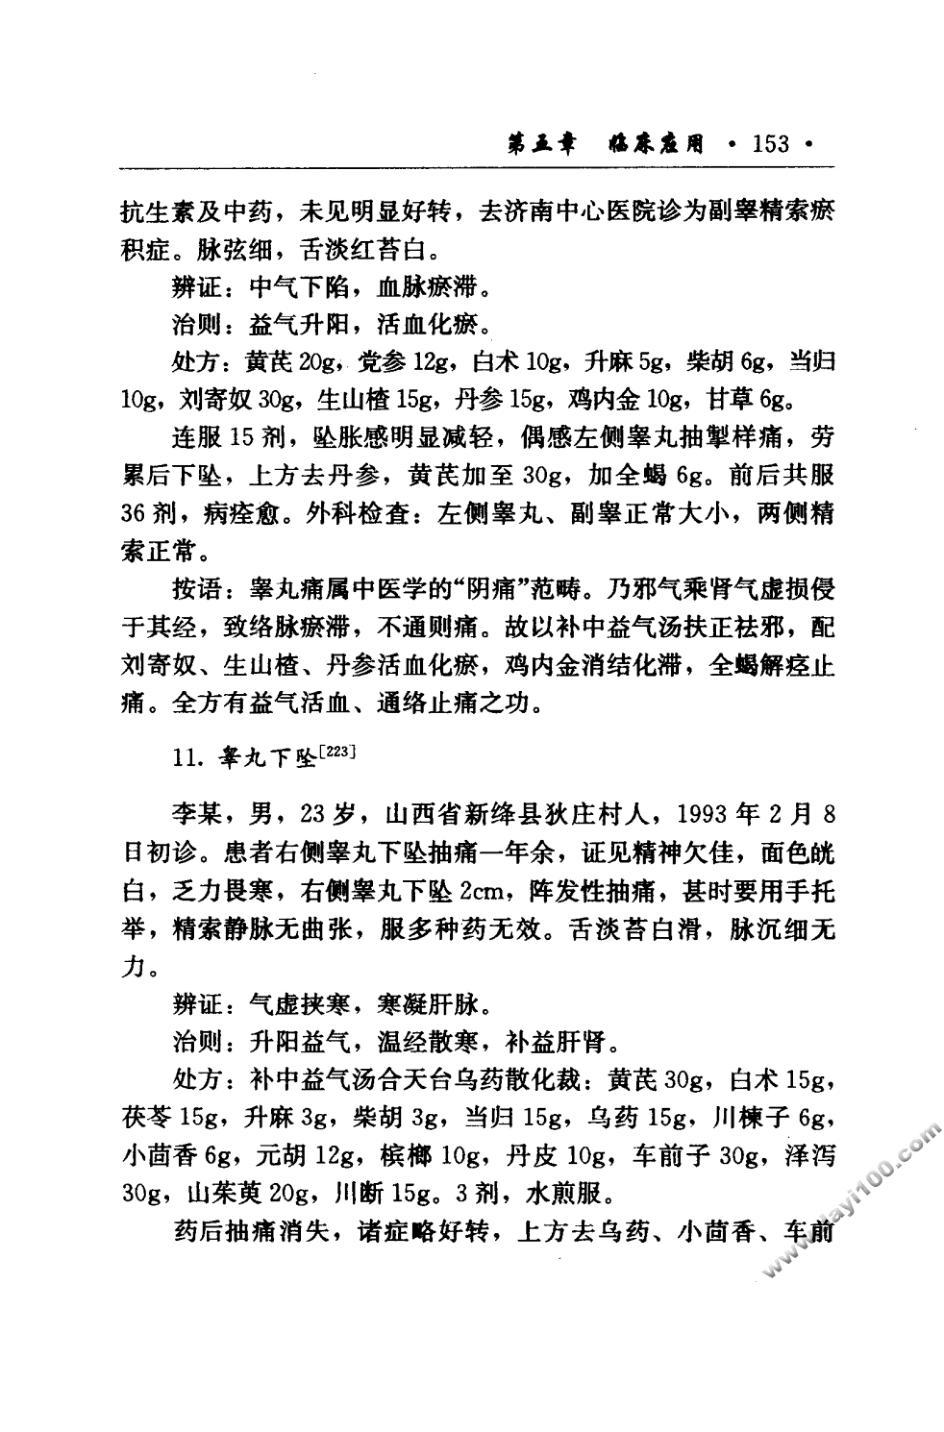 第五章 临床应用 · 153 ·
抗生素及中药，未见明显好转，去济南中心医院诊为副睾精索瘀
积症。脉弦细，舌淡红苔白。
辨证：中气下陷，血脉瘀滞。
治则：益气升阳，活血化瘀。
处方：黄芪 20g，党参 12g，白术 10g，升麻 5g，柴胡 6g，当归
10g，刘寄奴 30g，生山楂 15g，丹参 15g，鸡内金 10g，甘草 6g。
连服 15 剂，坠胀感明显减轻，偶感左侧睾丸抽掣样痛，劳
累后下坠，上方去丹参，黄芪加至 30g，加全蝎 6g。前后共服
36 剂，病痊愈。外科检查：左侧睾丸、副睾正常大小，两侧精
索正常。
按语：睾丸痛属中医学的“阴痛”范畴。乃邪气乘肾气虚损侵
于其经，致络脉瘀滞，不通则痛。故以补中益气汤扶正祛邪，配
刘寄奴、生山楂、丹参活血化瘀，鸡内金消结化滞，全蝎解痉止
痛。全方有益气活血、通络止痛之功。
11. 睾丸下坠[223]
李某，男，23 岁，山西省新绛县狄庄村人，1993 年 2 月 8
日初诊。患者右侧睾丸下坠抽痛一年余，证见精神欠佳，面色㿠
白，乏力畏寒，右侧睾丸下坠 2cm，阵发性抽痛，甚时要用手托
举，精索静脉无曲张，服多种药无效。舌淡苔白滑，脉沉细无
力。
辨证：气虚挟寒，寒凝肝脉。
治则：升阳益气，温经散寒，补益肝肾。
处方：补中益气汤合天台乌药散化裁：黄芪 30g，白术 15g，
茯苓 15g，升麻 3g，柴胡 3g，当归 15g，乌药 15g，川楝子 6g，
小茴香 6g，元胡 12g，槟榔 10g，丹皮 10g，车前子 30g，泽泻
30g，山茱萸 20g，川断 15g。3 剂，水煎服。
药后抽痛消失，诸症略好转，上方去乌药、小茴香、车前